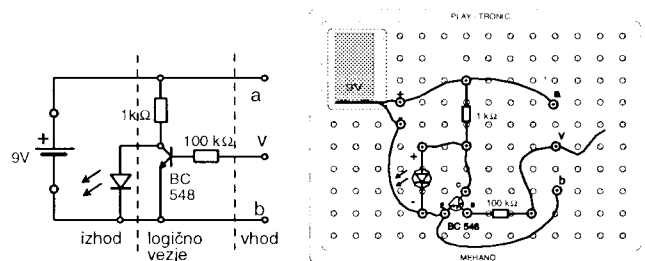 a
1kΩ
100 kΩ
V
+
9V
BC
548
b
izhod
logično
vezje
vhod
PLAY-TRONIC
9V
+
-
a
1 kΩ
V
+
-
c
b
E
B
100 kΩ
BC 548
MEHANO